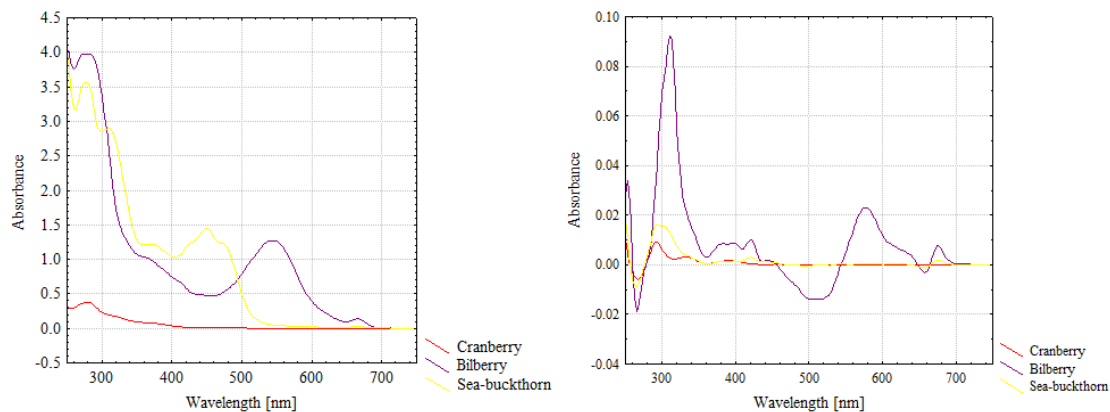 4.5
4.0
3.5
3.0
2.5
2.0
1.5
1.0
0.5
0.0
-0.5
Absorbance
300 400 500 600 700
Wavelength [nm]
Cranberry
Bilberry
Sea-buckthorn
0.10
0.08
0.06
0.04
0.02
0.00
-0.02
-0.04
Absorbance
300 400 500 600 700
Wavelength [nm]
Cranberry
Bilberry
Sea-buckthorn